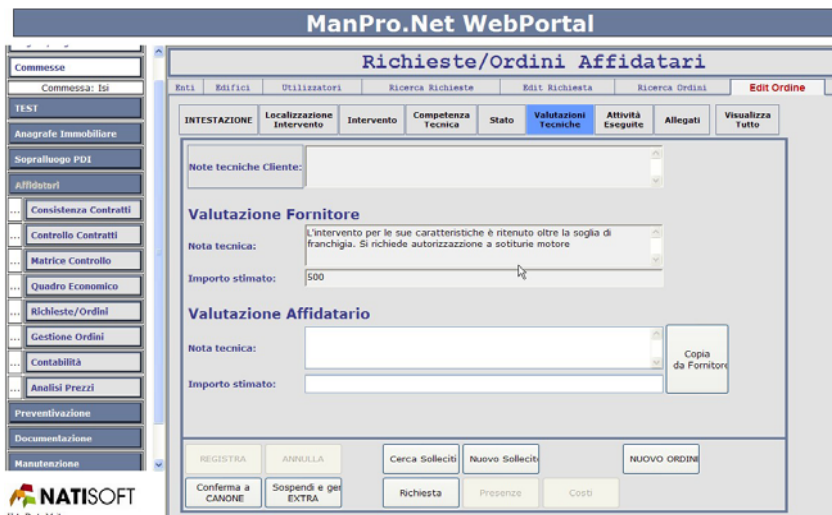 ManPro.Net WebPortal
Commesse
Commessa: Isi
TEST
Anagrafe Immobiliare
Sopralluogo PDI
Affidatari
... Consistenza Contratti
... Controllo Contratti
... Matrice Controllo
... Quadro Economico
... Richieste/Ordini
... Gestione Ordini
... Contabilità
... Analisi Prezzi
Preventivazione
Documentazione
Manutenzione
NATISOFT
Richieste/Ordini Affidatari
Enti Edifici Utilizzatori Ricerca Richieste Edit Richiesta Ricerca Ordini Edit Ordine
INTESTAZIONE Localizzazione Intervento Intervento Competenza Tecnica Stato Valutazioni Tecniche Attività Eseguite Allegati Visualizza Tutto
Note tecniche Cliente:
Valutazione Fornitore
Nota tecnica:
L'intervento per le sue caratteristiche è ritenuto oltre la soglia di
franchigia. Si richiede autorizzazzione a sotiturie motore
Importo stimato: 500
Valutazione Affidatario
Nota tecnica:
Copia
da Fornitore
Importo stimato:
REGISTRA ANNULLA Cerca Solleciti Nuovo Sollecit NUOVO ORDINE
Conferma a CANONE Sospendi e ger EXTRA Richiesta Presenze Costi